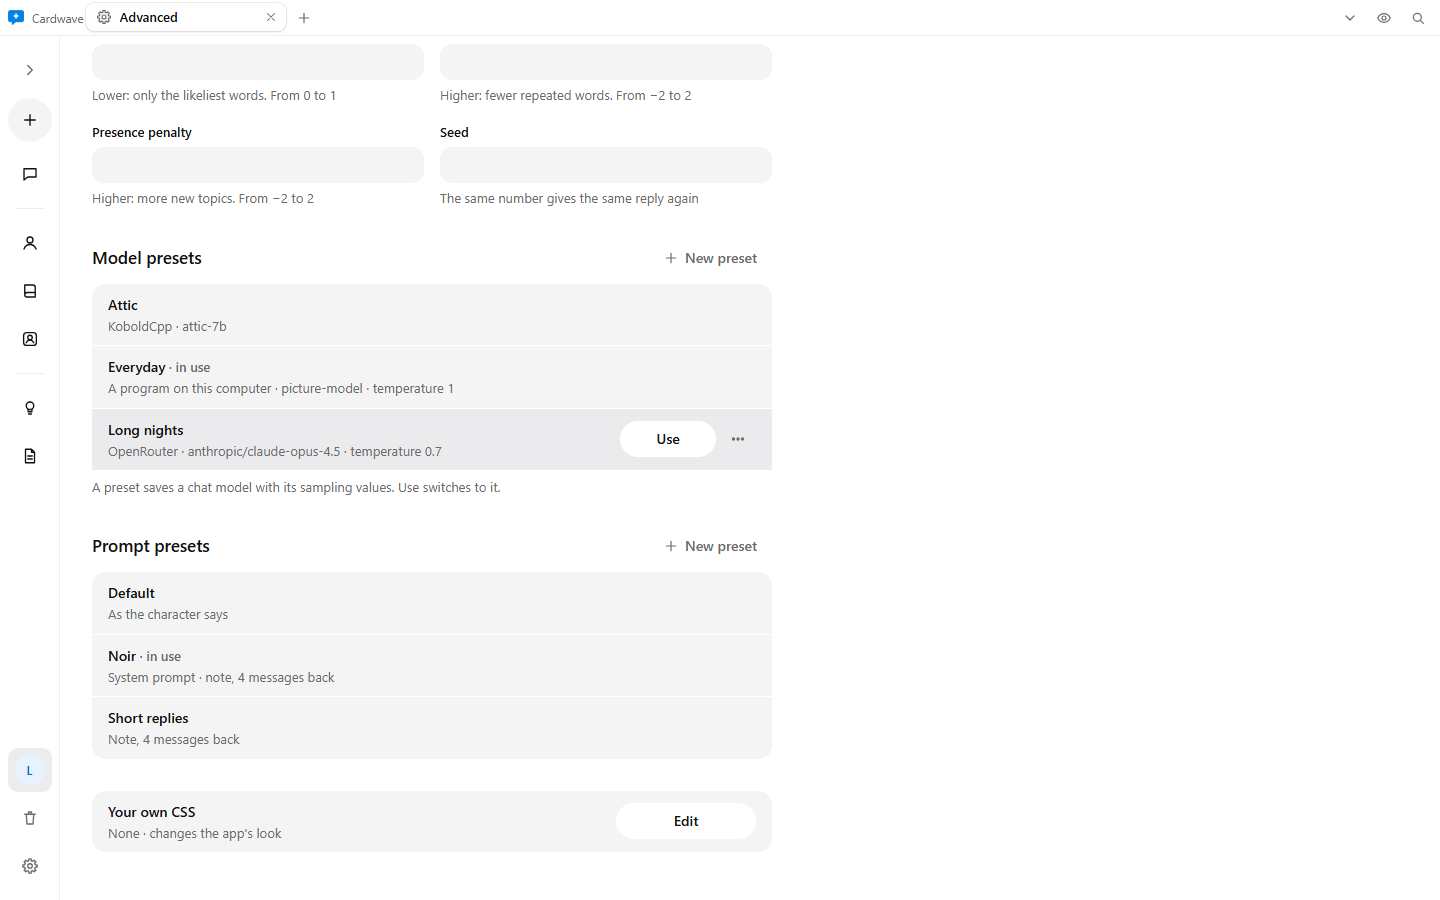 Cardwave
Advanced
Lower: only the likeliest words. From 0 to 1
Higher: fewer repeated words. From −2 to 2
Presence penalty
Seed
Higher: more new topics. From −2 to 2
The same number gives the same reply again
Model presets
New preset
Attic
KoboldCpp · attic-7b
Everyday · in use
A program on this computer · picture-model · temperature 1
Long nights
OpenRouter · anthropic/claude-opus-4.5 · temperature 0.7
Use
A preset saves a chat model with its sampling values. Use switches to it.
Prompt presets
New preset
Default
As the character says
Noir · in use
System prompt · note, 4 messages back
Short replies
Note, 4 messages back
L
Your own CSS
None · changes the app's look
Edit